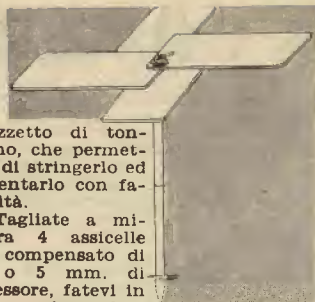 zzetto di ton-
no, che permet-
di stringerlo ed
entarlo con fa-
ità.
Tagliate a mi-
ra 4 assicelle
compensato di
o 5 mm. di
essore, fatevi in